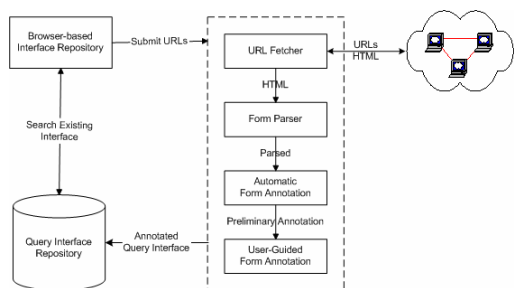 Browser-based
Interface Repository
Submit URLs
URL Fetcher
URLs
HTML
HTML
Form Parser
Search Existing
Interface
Parsed
Automatic
Form Annotation
Preliminary Annotation
Query Interface
Repository
Annotated
Query Interface
User-Guided
Form Annotation